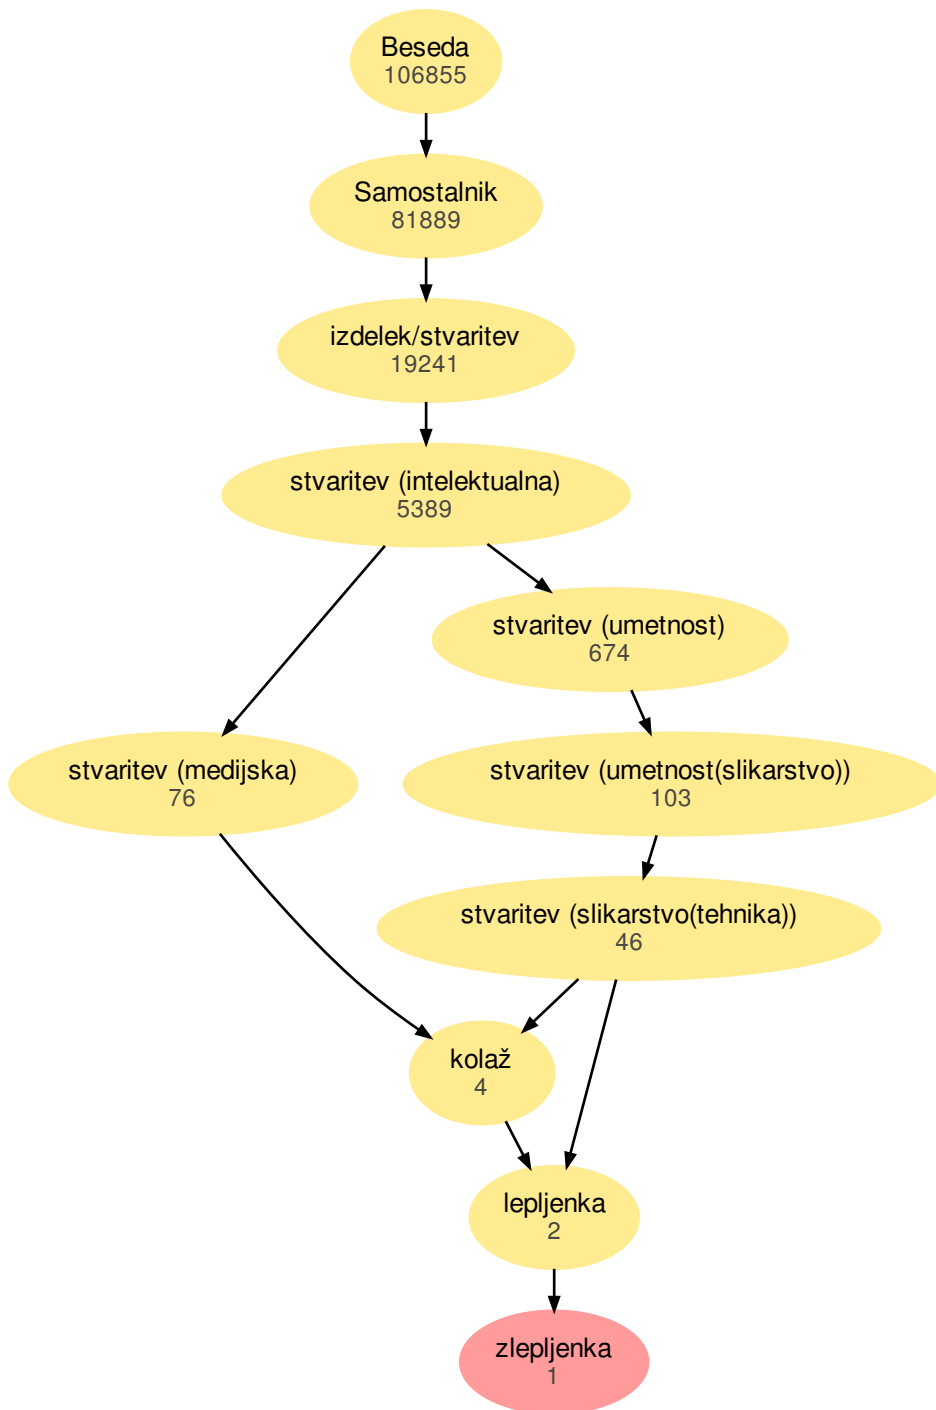 Beseda
106855
Samostalnik
81889
izdelek/stvaritev
19241
stvaritev (intelektualna)
5389
stvaritev (umetnost)
674
stvaritev (medijska)
76
stvaritev (umetnost(slikarstvo))
103
stvaritev (slikarstvo(tehnika))
46
kolaž
4
lepljenka
2
zlepljenka
1